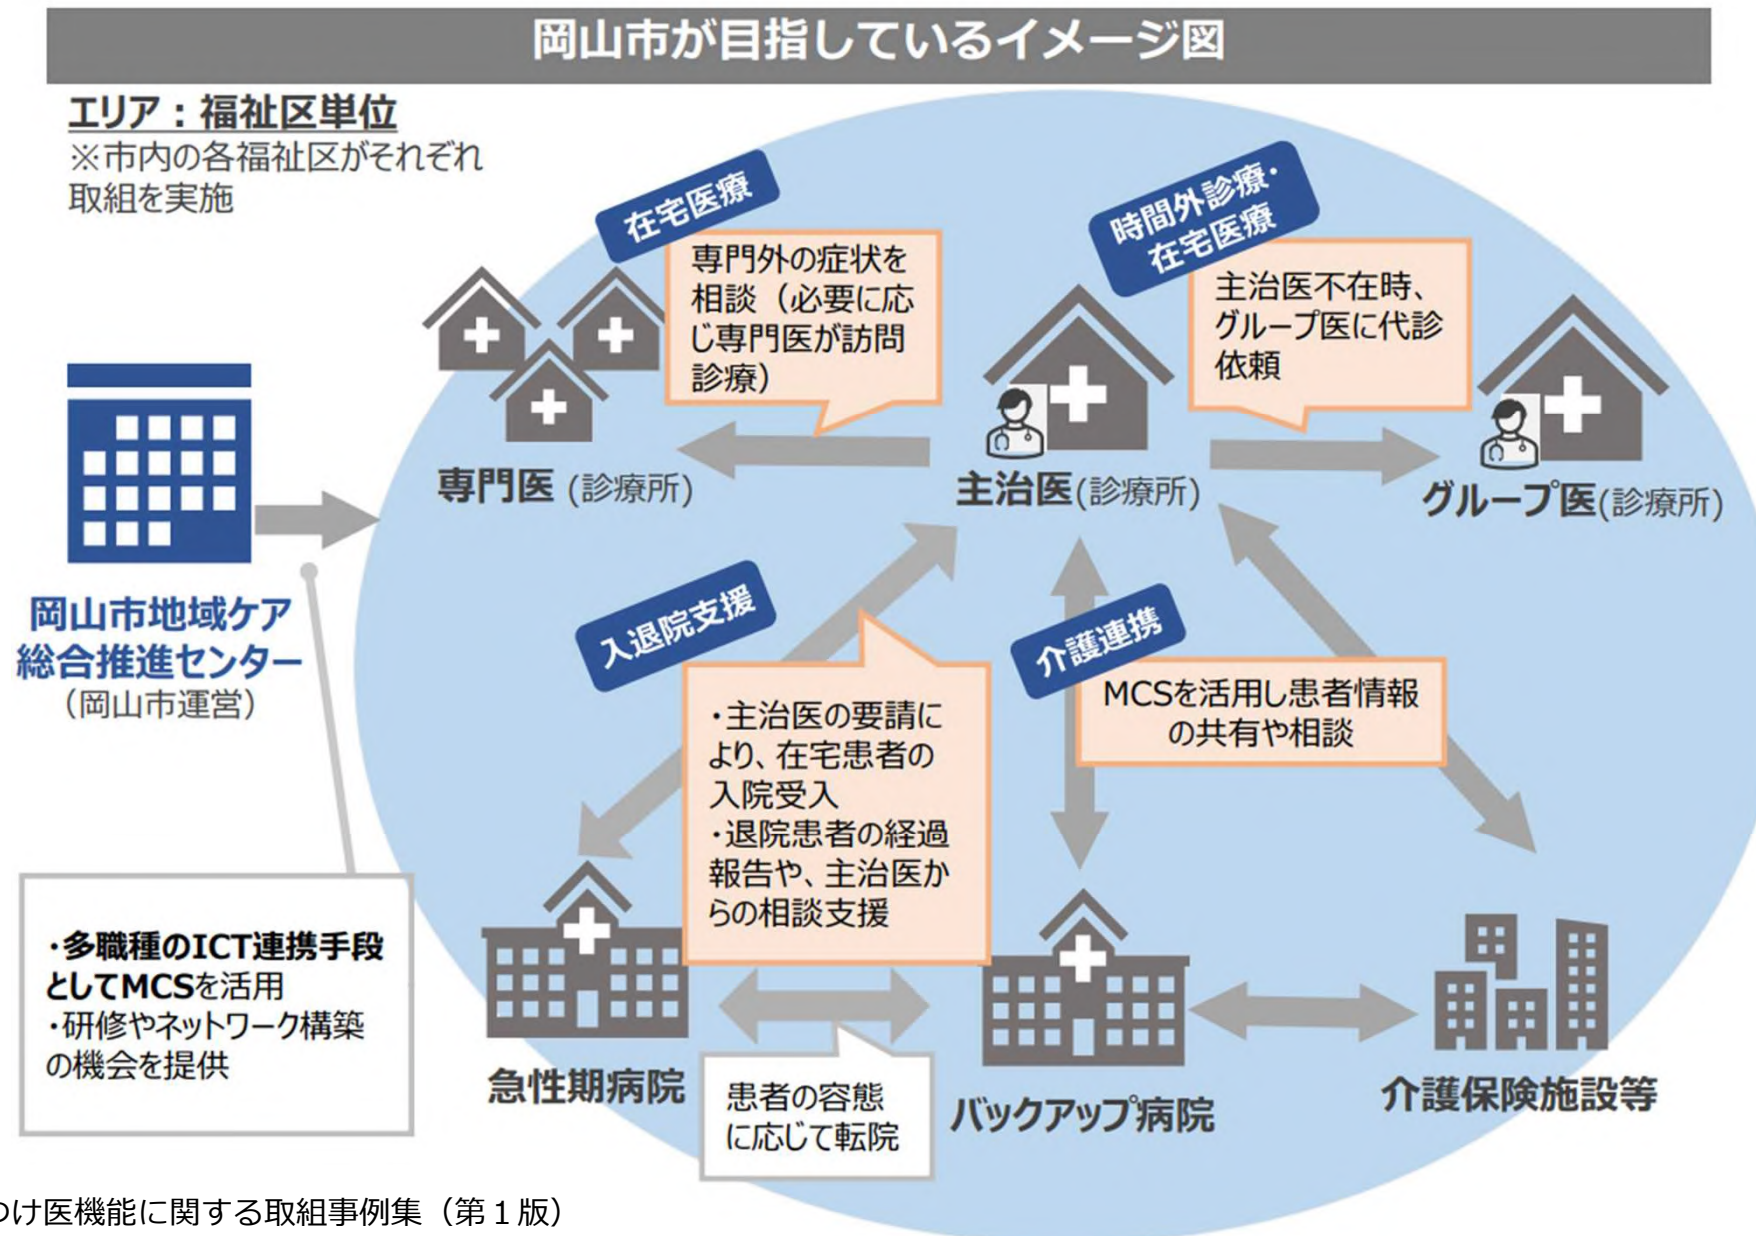 岡山市が目指しているイメージ図
エリア：福祉区単位
※市内の各福祉区がそれぞれ
取組を実施
在宅医療
専門外の症状を
相談（必要に応
じ専門医が訪問
診療）
時間外診療・
在宅医療
主治医不在時、
グループ医に代診
依頼
専門医 (診療所)
主治医(診療所)
グループ医(診療所)
岡山市地域ケア
総合推進センター
（岡山市運営）
入退院支援
・主治医の要請に
より、在宅患者の
入院受入
・退院患者の経過
報告や、主治医か
らの相談支援
介護連携
MCSを活用し患者情報
の共有や相談
・多職種のICT連携手段
としてMCSを活用
・研修やネットワーク構築
の機会を提供
急性期病院
患者の容態
に応じて転院
バックアップ病院
介護保険施設等
つけ医機能に関する取組事例集（第１版）